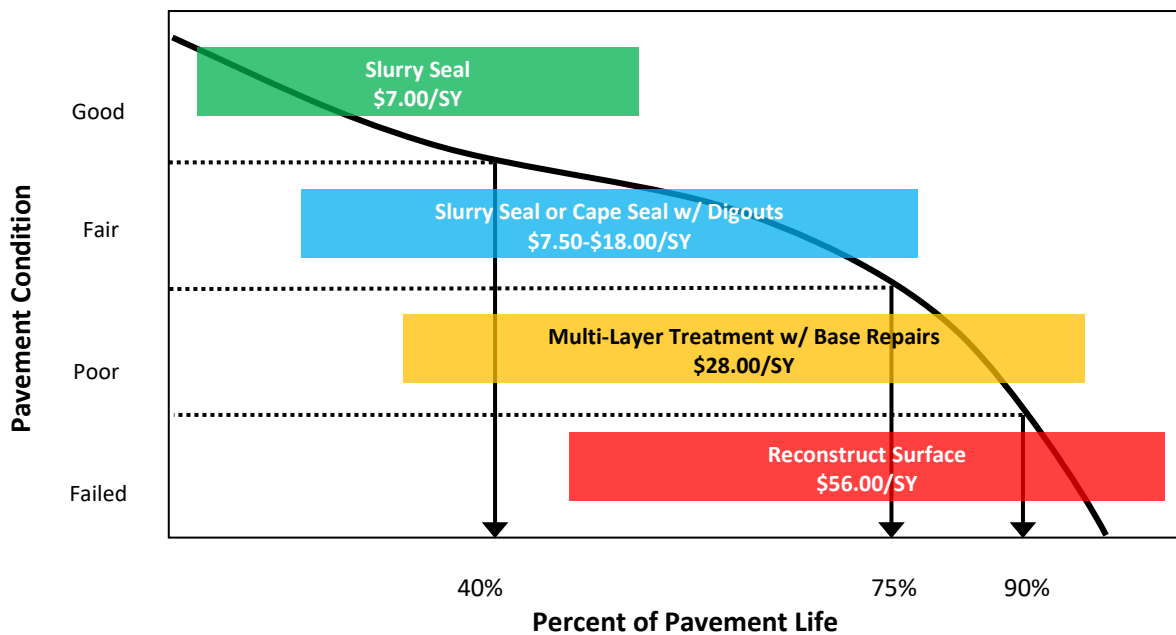 Slurry Seal
$7.00/SY
Good
Slurry Seal or Cape Seal w/ Digouts
$7.50-$18.00/SY
Fair
Multi-Layer Treatment w/ Base Repairs
$28.00/SY
Poor
Reconstruct Surface
$56.00/SY
Failed
Pavement Condition
40%
75%
90%
Percent of Pavement Life